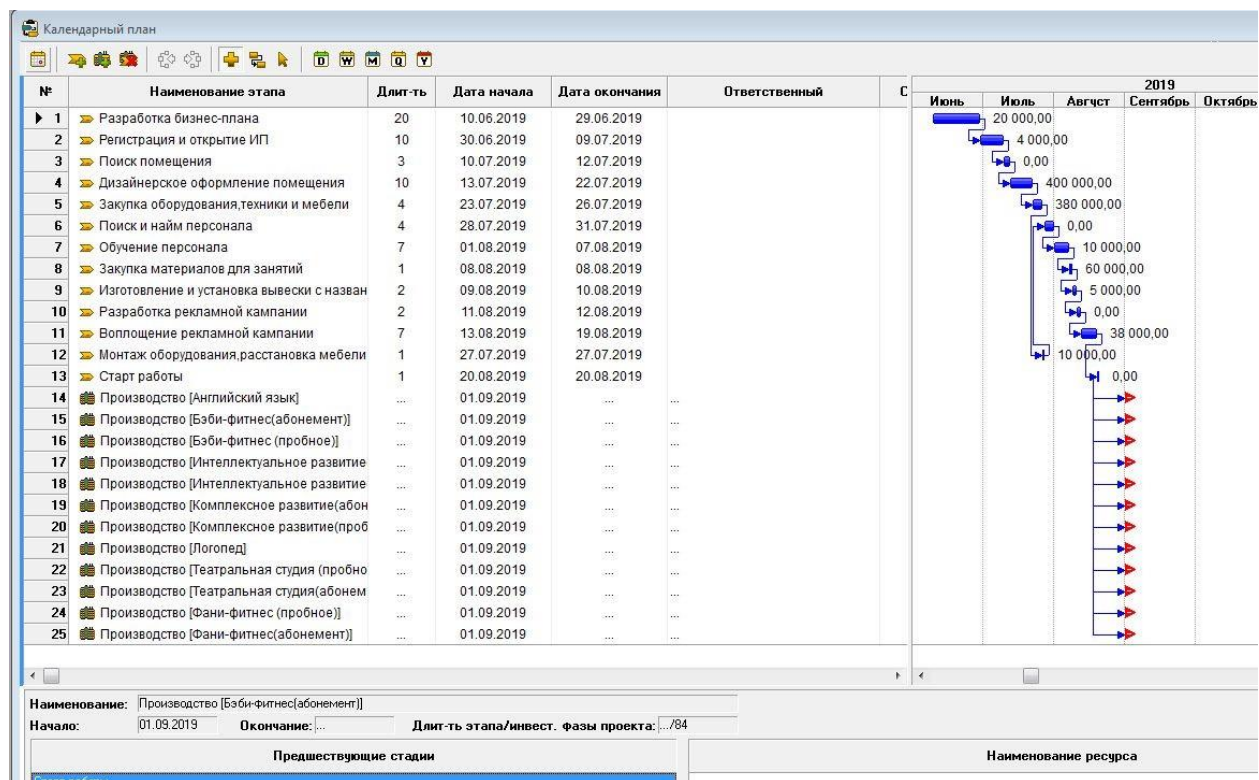 Календарный план
D W M Q Y
№ Наименование этапа Длит-ть Дата начала Дата окончания Ответственный С
2019
Июнь Июль Август Сентябрь Октябрь
1 Разработка бизнес-плана 20 10.06.2019 29.06.2019 20 000,00
2 Регистрация и открытие ИП 10 30.06.2019 09.07.2019 4 000,00
3 Поиск помещения 3 10.07.2019 12.07.2019 0,00
4 Дизайнерское оформление помещения 10 13.07.2019 22.07.2019 400 000,00
5 Закупка оборудования,техники и мебели 4 23.07.2019 26.07.2019 380 000,00
6 Поиск и найм персонала 4 28.07.2019 31.07.2019 0,00
7 Обучение персонала 7 01.08.2019 07.08.2019 10 000,00
8 Закупка материалов для занятий 1 08.08.2019 08.08.2019 60 000,00
9 Изготовление и установка вывески с назван 2 09.08.2019 10.08.2019 5 000,00
10 Разработка рекламной кампании 2 11.08.2019 12.08.2019 0,00
11 Воплощение рекламной кампании 7 13.08.2019 19.08.2019 38 000,00
12 Монтаж оборудования,расстановка мебели 1 27.07.2019 27.07.2019 10 000,00
13 Старт работы 1 20.08.2019 20.08.2019 0,00
14 Производство [Английский язык] ... 01.09.2019 ... ...
15 Производство [Бэби-фитнес(абонемент)] ... 01.09.2019 ... ...
16 Производство [Бэби-фитнес (пробное)] ... 01.09.2019 ... ...
17 Производство [Интеллектуальное развитие ... 01.09.2019 ... ...
18 Производство [Интеллектуальное развитие ... 01.09.2019 ... ...
19 Производство [Комплексное развитие(абон ... 01.09.2019 ... ...
20 Производство [Комплексное развитие(проб ... 01.09.2019 ... ...
21 Производство [Логопед] ... 01.09.2019 ... ...
22 Производство [Театральная студия (пробно ... 01.09.2019 ... ...
23 Производство [Театральная студия(абонем ... 01.09.2019 ... ...
24 Производство [Фани-фитнес (пробное)] ... 01.09.2019 ... ...
25 Производство [Фани-фитнес(абонемент)] ... 01.09.2019 ... ...
Наименование: Производство [Бэби-фитнес(абонемент)]
Начало: 01.09.2019 Окончание: ... Длит-ть этапа/инвест. фазы проекта: .../84
Предшествующие стадии Наименование ресурса